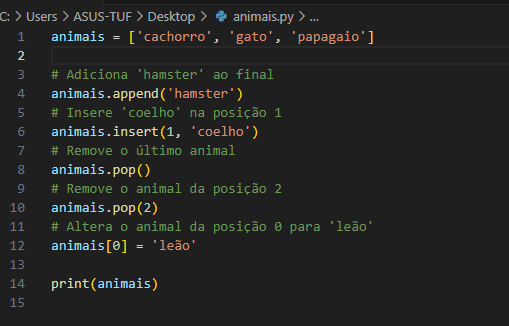 C: > Users > ASUS-TUF > Desktop > animais.py > ...
1 animais = ['cachorro', 'gato', 'papagaio']
2
3 # Adiciona 'hamster' ao final
4 animais.append('hamster')
5 # Insere 'coelho' na posição 1
6 animais.insert(1, 'coelho')
7 # Remove o último animal
8 animais.pop()
9 # Remove o animal da posição 2
10 animais.pop(2)
11 # Altera o animal da posição 0 para 'leão'
12 animais[0] = 'leão'
13
14 print(animais)
15